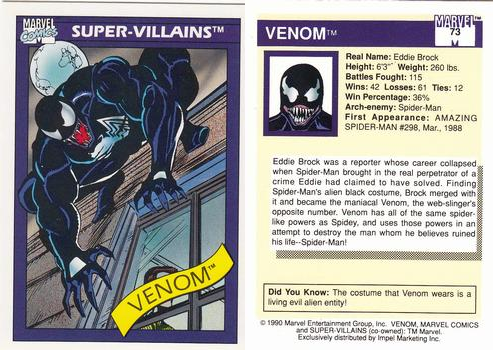 MARVEL
COMICS
SUPER-VILLAINS™
VENOM™
VENOM™
MARVEL™
73
Real Name: Eddie Brock
Height: 6'3" Weight: 260 lbs.
Battles Fought: 115
Wins: 42 Losses: 61 Ties: 12
Win Percentage: 36%
Arch-enemy: Spider-Man
First Appearance: AMAZING
SPIDER-MAN #298, Mar., 1988
Eddie Brock was a reporter whose career collapsed
when Spider-Man brought in the real perpetrator of a
crime Eddie had claimed to have solved. Finding
Spider-Man's alien black costume, Brock merged with
it and became the maniacal Venom, the web-slinger's
opposite number. Venom has all of the same spider-
like powers as Spidey, and uses those powers in an
attempt to destroy the man whom he believes ruined
his life--Spider-Man!
Did You Know: The costume that Venom wears is a
living evil alien entity!
© 1990 Marvel Entertainment Group, Inc. VENOM, MARVEL COMICS
and SUPER-VILLAINS (co-owned): TM Marvel.
Exclusively distributed by Impel Marketing Inc.